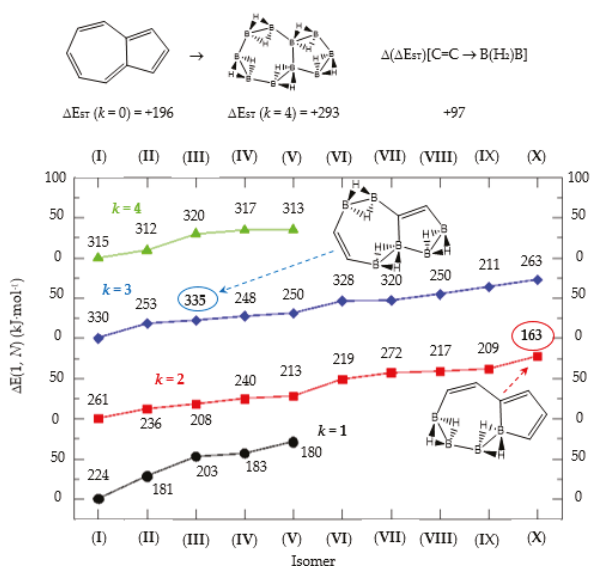 H H
B B B B
H H H H
→ Δ(ΔE_ST)[C=C → B(H₂)B]
B B B B
H H
ΔE_ST (k = 0) = +196 ΔE_ST (k = 4) = +293 +97
(I) (II) (III) (IV) (V) (VI) (VII) (VIII) (IX) (X)
100 100
k = 4 315 312 320 317 313
50 50
0 0
k = 3 330 253 335 248 250 328 320 250 211 263
H B B H
B B B H H
H H
50 50
0 0
k = 2 261 236 208 240 213 219 272 217 209 163
50 50
0 0
k = 1 224 181 203 183 180
B H H B
H B B H
50 50
0 0
(I) (II) (III) (IV) (V) (VI) (VII) (VIII) (IX) (X)
Isomer
ΔE(1, N) (kJ·mol⁻¹)